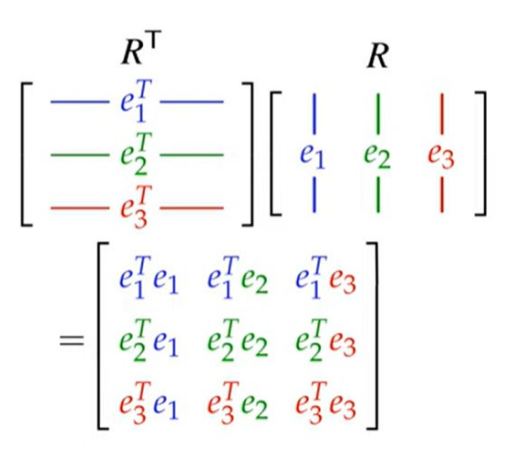 R^⊤ R
[ — e_1^T — ] [ | | | ]
[ — e_2^T — ] [ e_1 e_2 e_3 ]
[ — e_3^T — ] [ | | | ]
= [ e_1^T e_1 e_1^T e_2 e_1^T e_3 ]
[ e_2^T e_1 e_2^T e_2 e_2^T e_3 ]
[ e_3^T e_1 e_3^T e_2 e_3^T e_3 ]